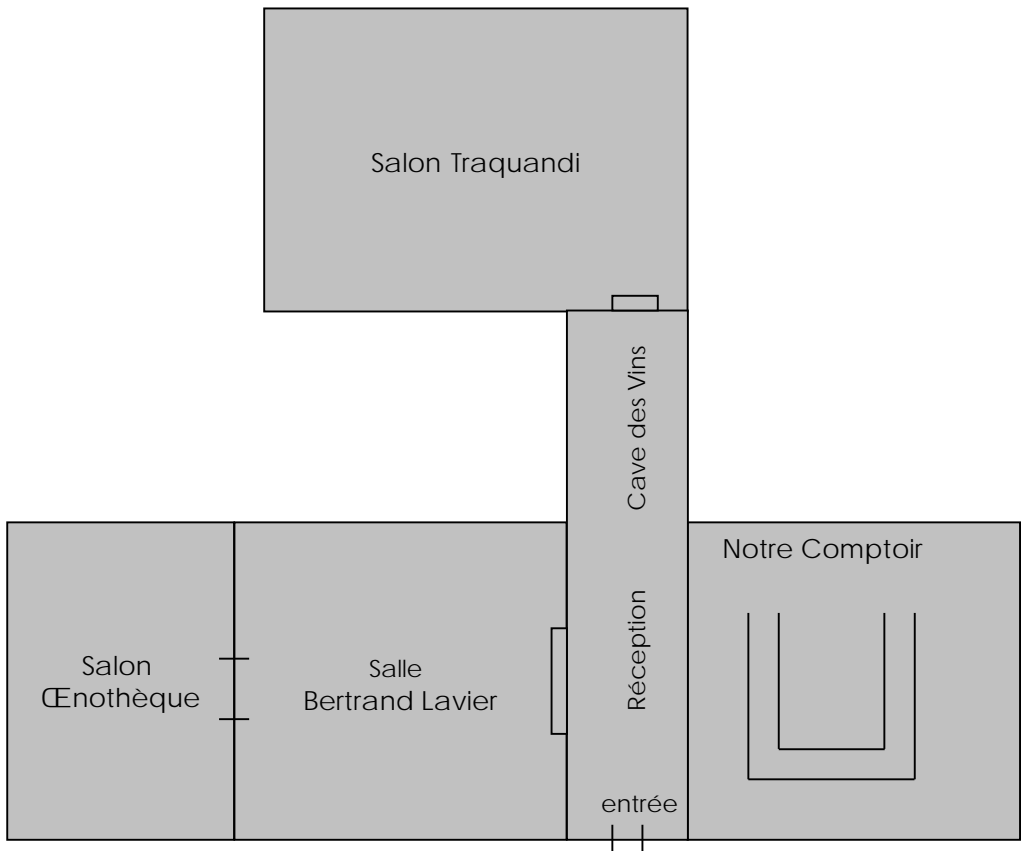 Salon Traquandi
Cave des Vins
Notre Comptoir
Réception
Salon
Œnothèque
Salle
Bertrand Lavier
entrée